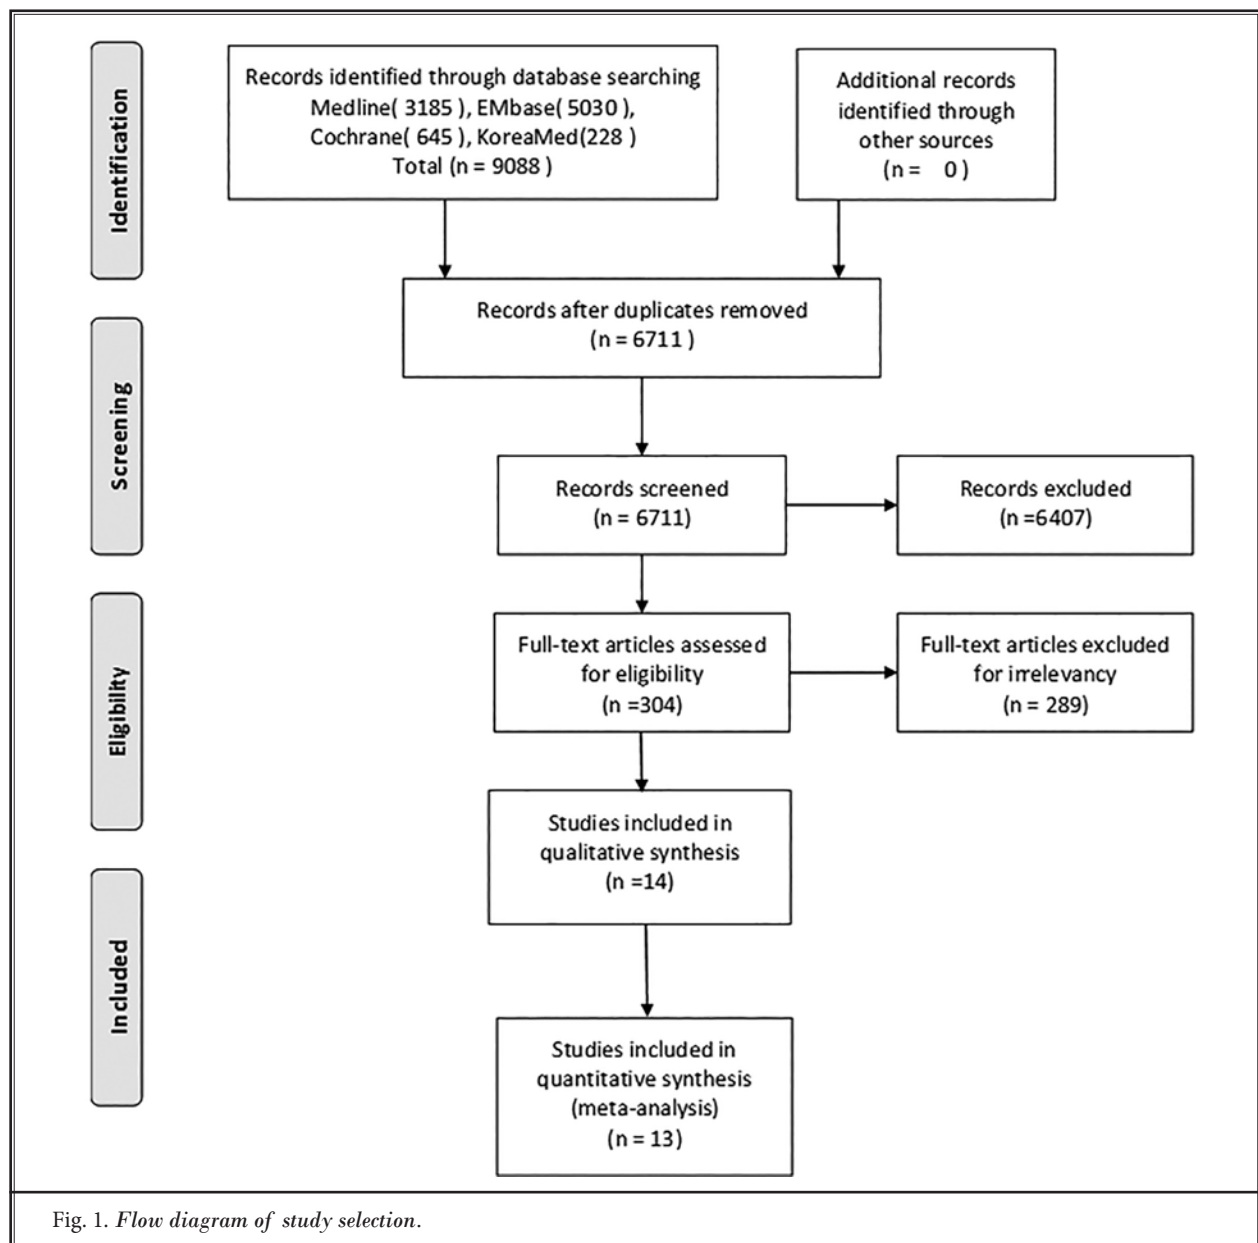 Identification
Records identified through database searching
Medline( 3185 ), EMbase( 5030 ),
Cochrane( 645 ), KoreaMed(228 )
Total (n = 9088 )
Additional records
identified through
other sources
(n = 0 )
Records after duplicates removed
(n = 6711 )
Screening
Records screened
(n = 6711)
Records excluded
(n =6407)
Eligibility
Full-text articles assessed
for eligibility
(n =304)
Full-text articles excluded
for irrelevancy
(n = 289)
Studies included in
qualitative synthesis
(n =14)
Included
Studies included in
quantitative synthesis
(meta-analysis)
(n = 13)
Fig. 1. Flow diagram of study selection.